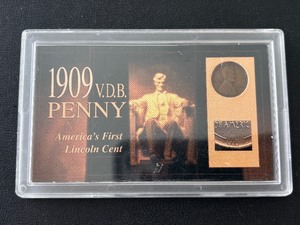 1909 V.D.B.
PENNY
America's First
Lincoln Cent